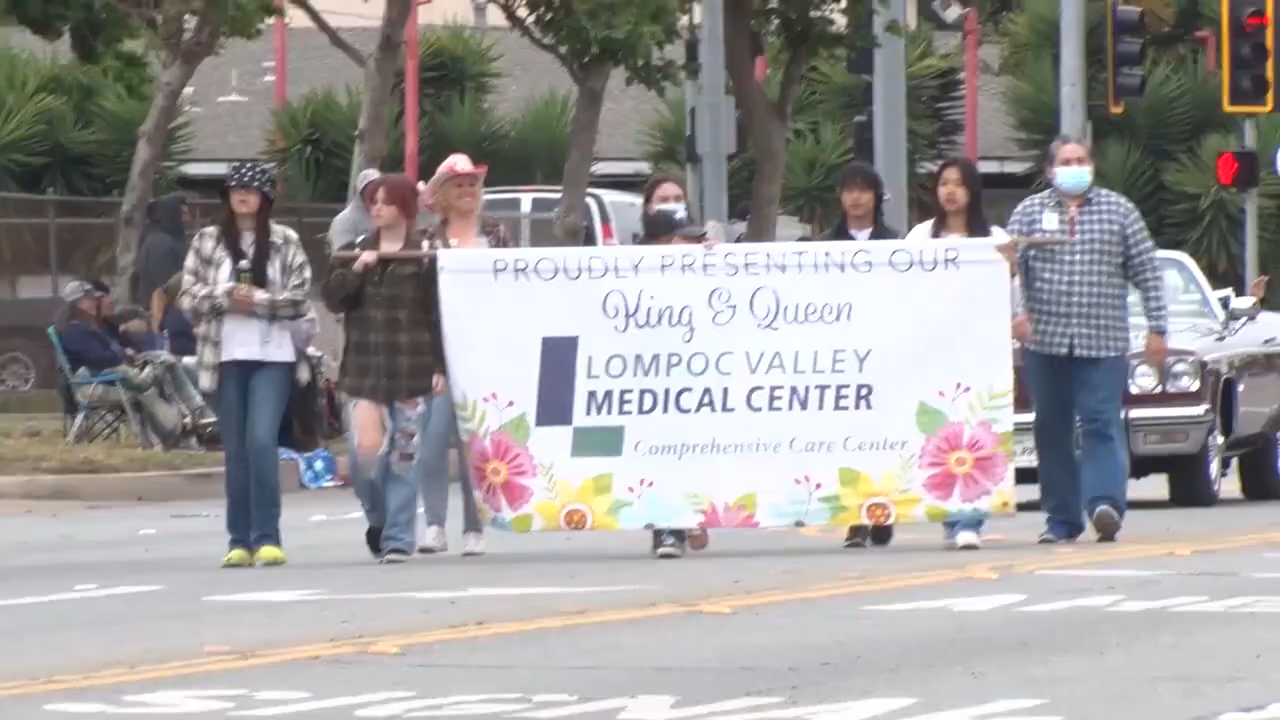 PROUDLY PRESENTING OUR
King & Queen
LOMPOC VALLEY
MEDICAL CENTER
Comprehensive Care Center